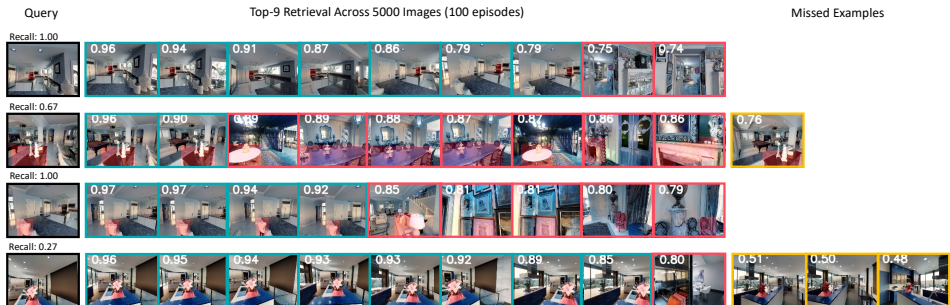 Query Top-9 Retrieval Across 5000 Images (100 episodes) Missed Examples
Recall: 1.00
0.96 0.94 0.91 0.87 0.86 0.79 0.79 0.75 0.74
Recall: 0.67
0.96 0.90 0.89 0.89 0.88 0.87 0.87 0.86 0.86 0.76
Recall: 1.00
0.97 0.97 0.94 0.92 0.85 0.81 0.81 0.80 0.79
Recall: 0.27
0.96 0.95 0.94 0.93 0.93 0.92 0.89 0.85 0.80 0.51 0.50 0.48